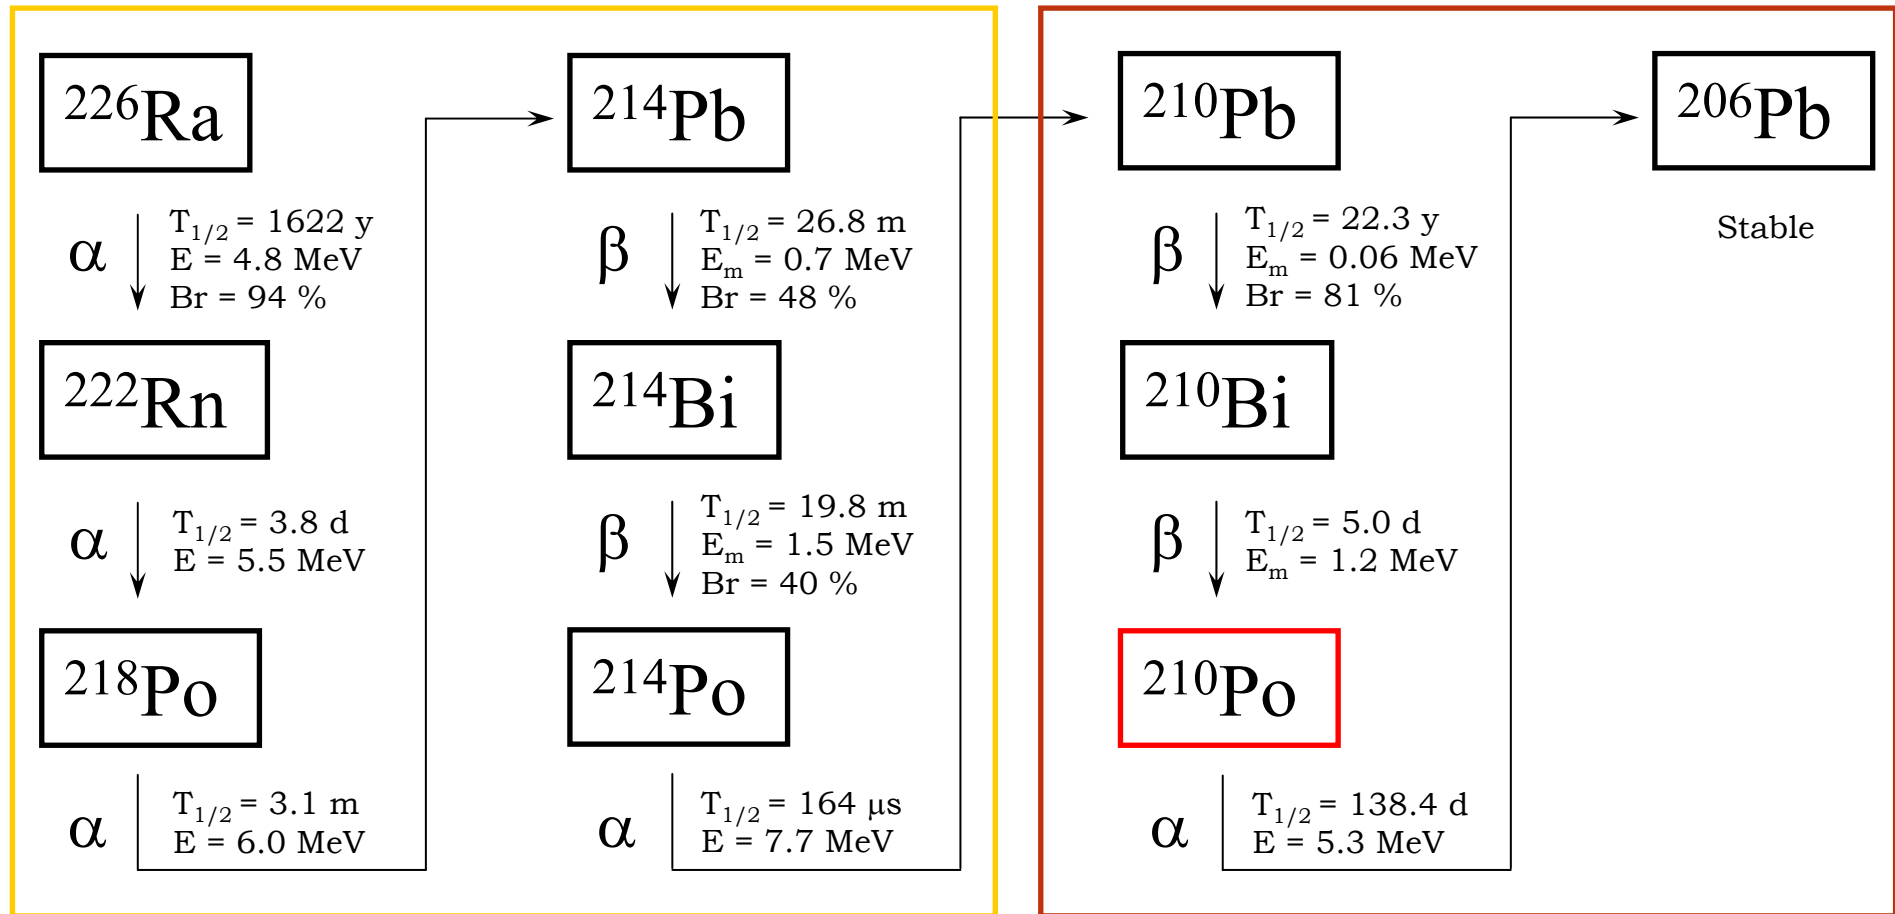 ²²⁶Ra
α
T₁/₂ = 1622 y
E = 4.8 MeV
Br = 94 %
²²²Rn
α
T₁/₂ = 3.8 d
E = 5.5 MeV
²¹⁸Po
α
T₁/₂ = 3.1 m
E = 6.0 MeV
²¹⁴Pb
β
T₁/₂ = 26.8 m
Eₘ = 0.7 MeV
Br = 48 %
²¹⁴Bi
β
T₁/₂ = 19.8 m
Eₘ = 1.5 MeV
Br = 40 %
²¹⁴Po
α
T₁/₂ = 164 μs
E = 7.7 MeV
²¹⁰Pb
β
T₁/₂ = 22.3 y
Eₘ = 0.06 MeV
Br = 81 %
²¹⁰Bi
β
T₁/₂ = 5.0 d
Eₘ = 1.2 MeV
²¹⁰Po
α
T₁/₂ = 138.4 d
E = 5.3 MeV
²⁰⁶Pb
Stable